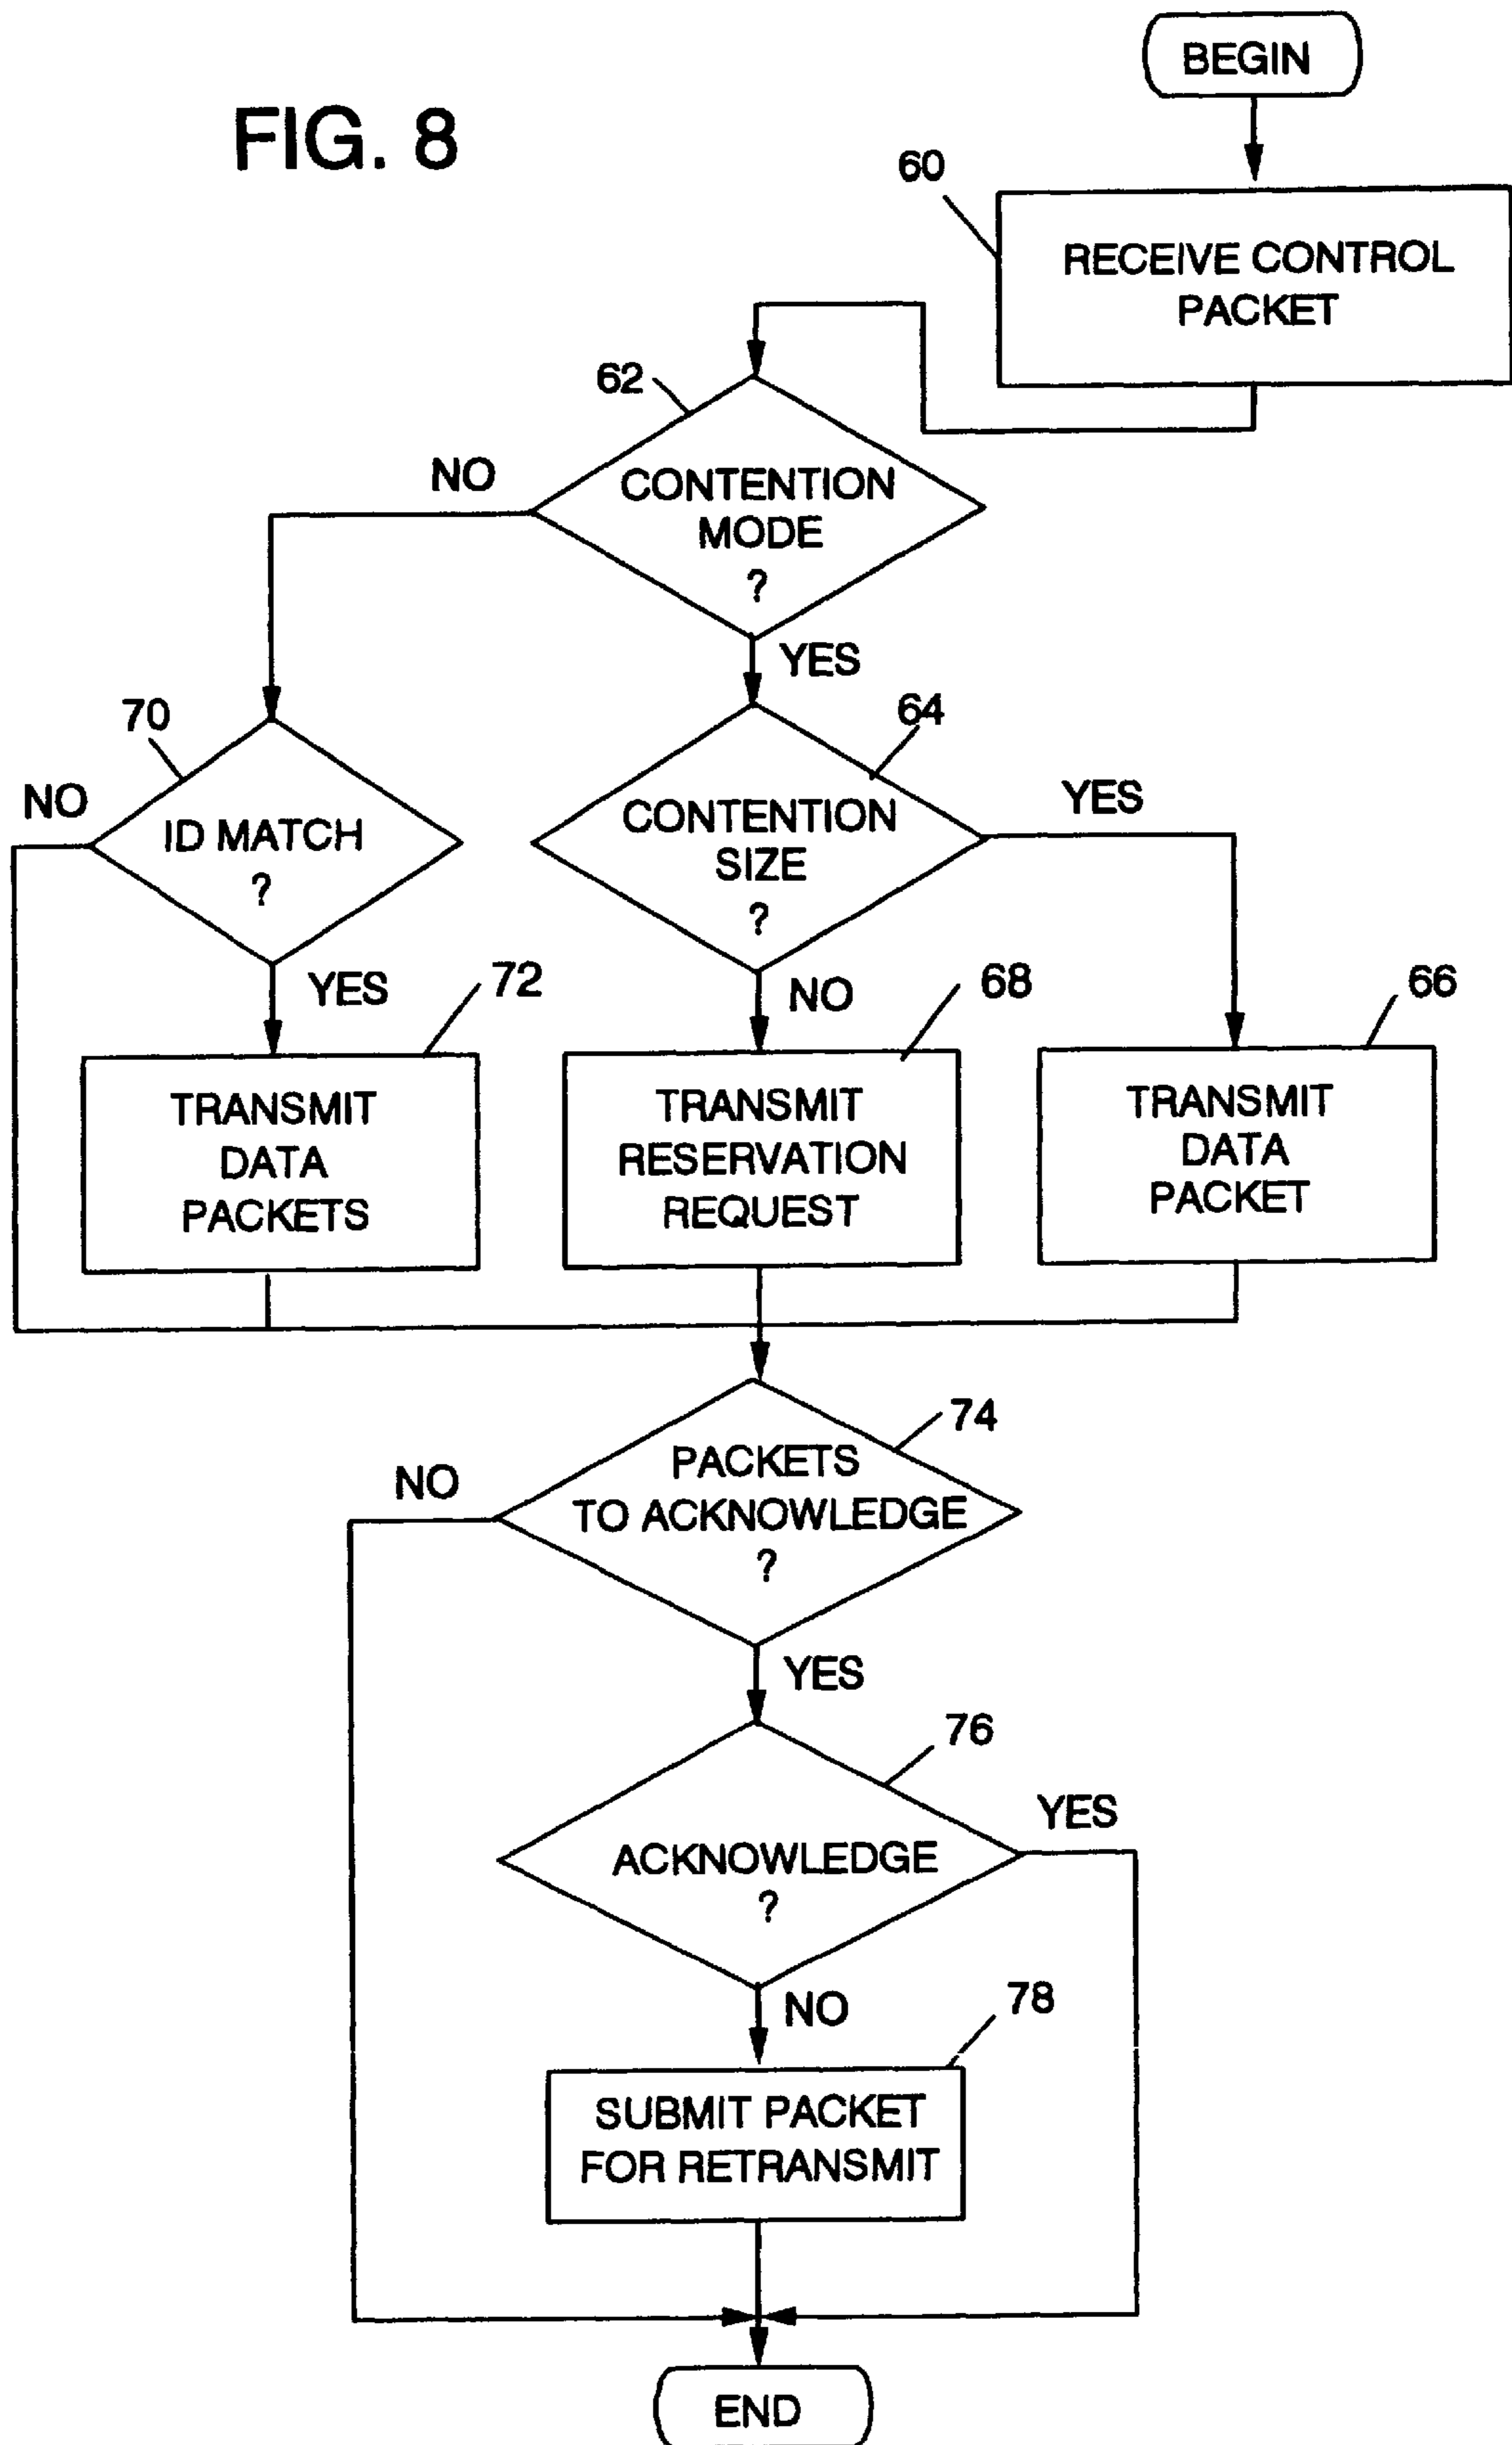 FIG. 8
BEGIN
60
RECEIVE CONTROL
PACKET
62
NO
CONTENTION
MODE
?
YES
70
64
NO
ID MATCH
?
CONTENTION
SIZE
?
YES
YES
72
NO
68
66
TRANSMIT
DATA
PACKETS
TRANSMIT
RESERVATION
REQUEST
TRANSMIT
DATA
PACKET
74
NO
PACKETS
TO ACKNOWLEDGE
?
YES
76
YES
ACKNOWLEDGE
?
NO
78
SUBMIT PACKET
FOR RETRANSMIT
END